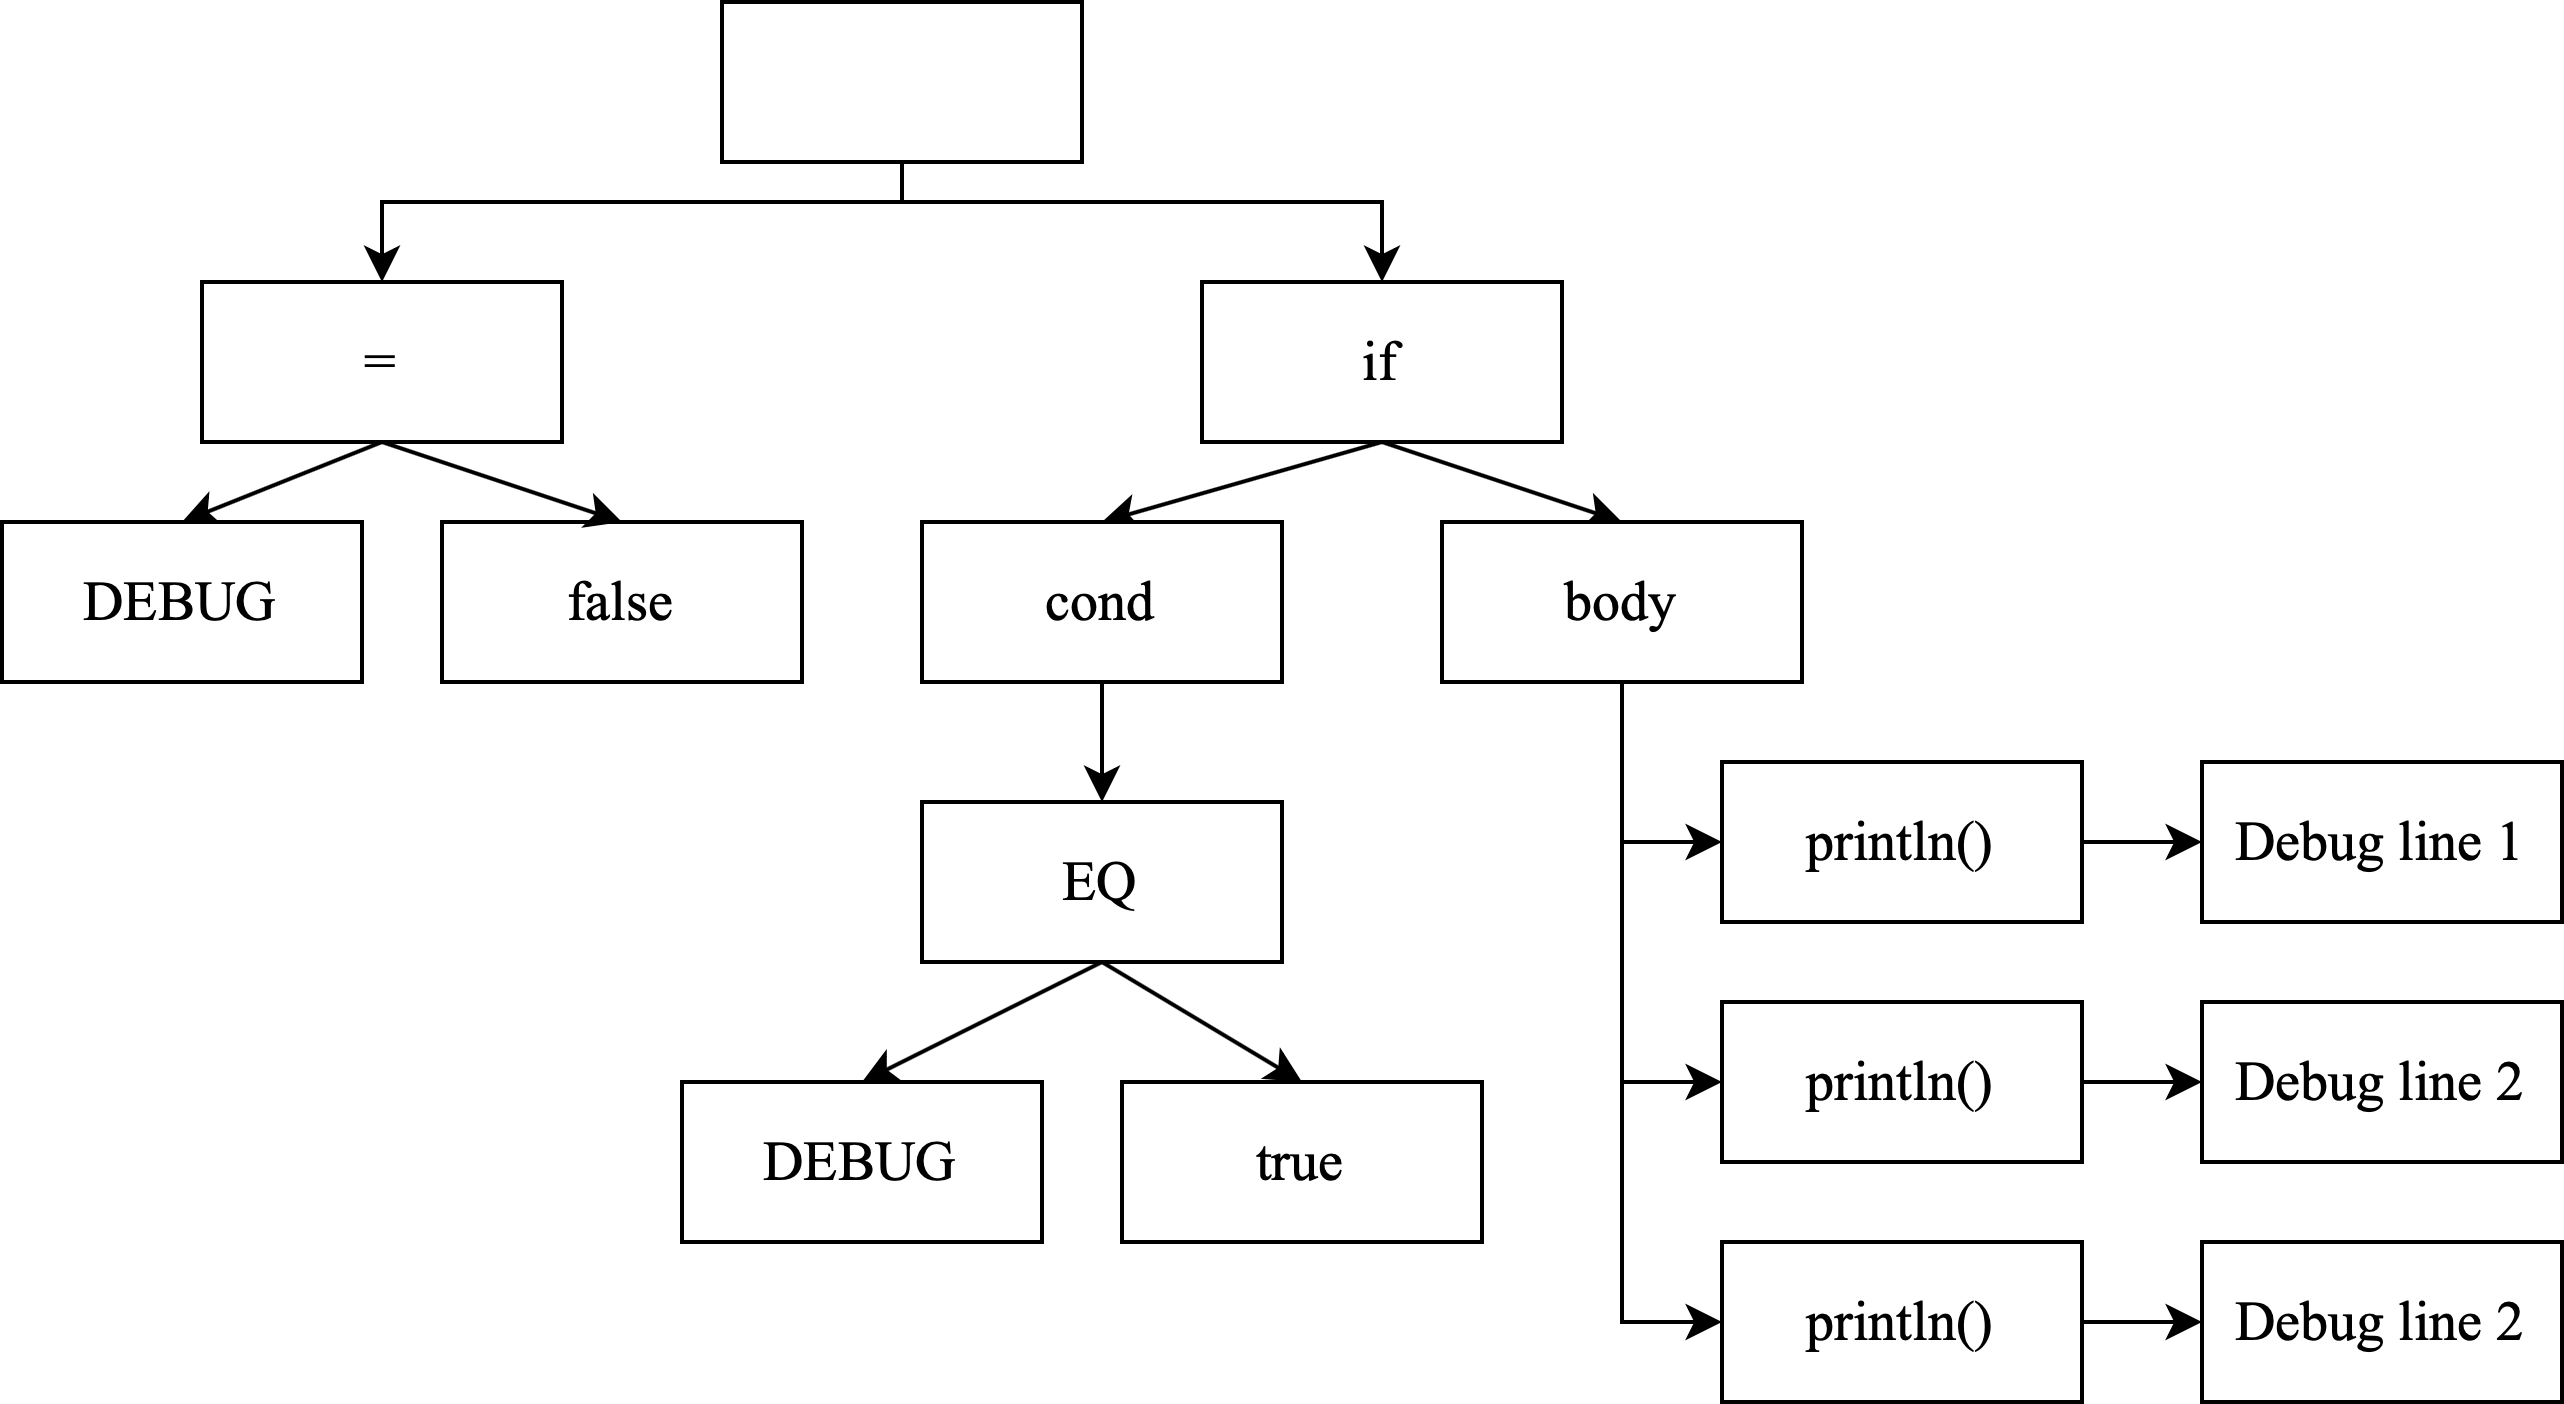 =
if
DEBUG
false
cond
body
println()
Debug line 1
EQ
println()
Debug line 2
DEBUG
true
println()
Debug line 2